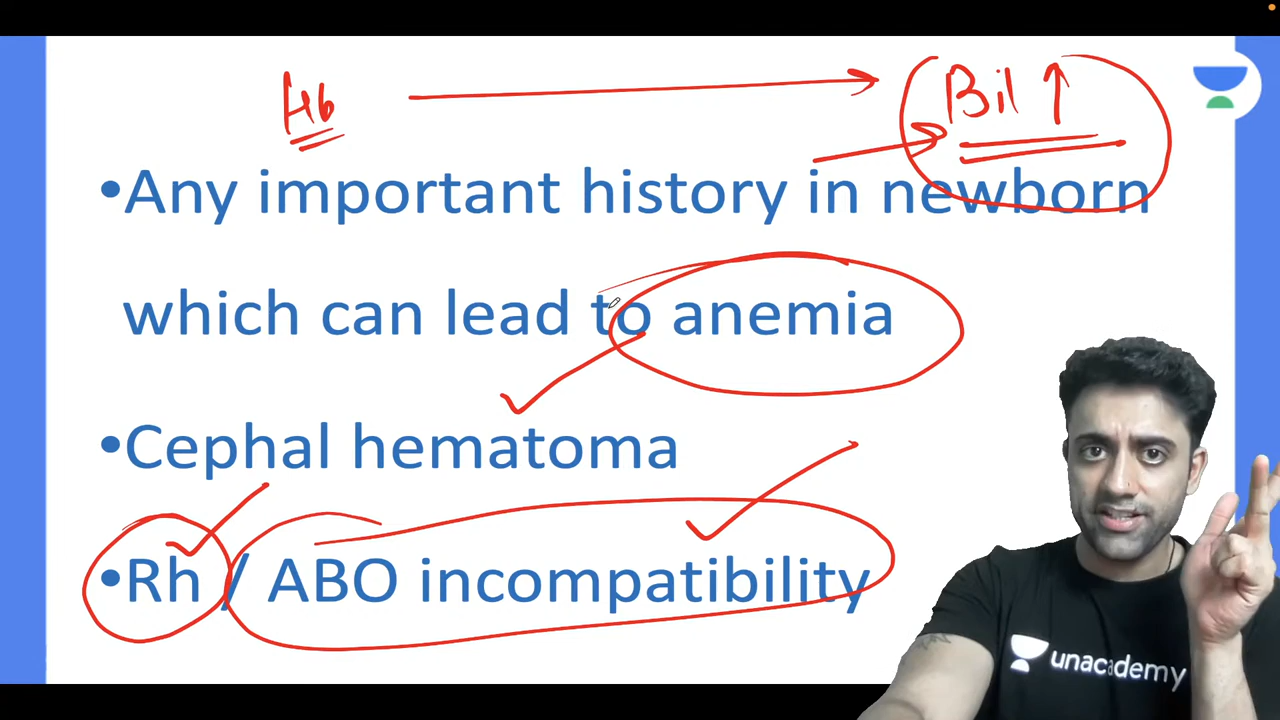 Hb Bil ↑
•Any important history in newborn
which can lead to anemia
•Cephal hematoma
•Rh / ABO incompatibility
unacademy